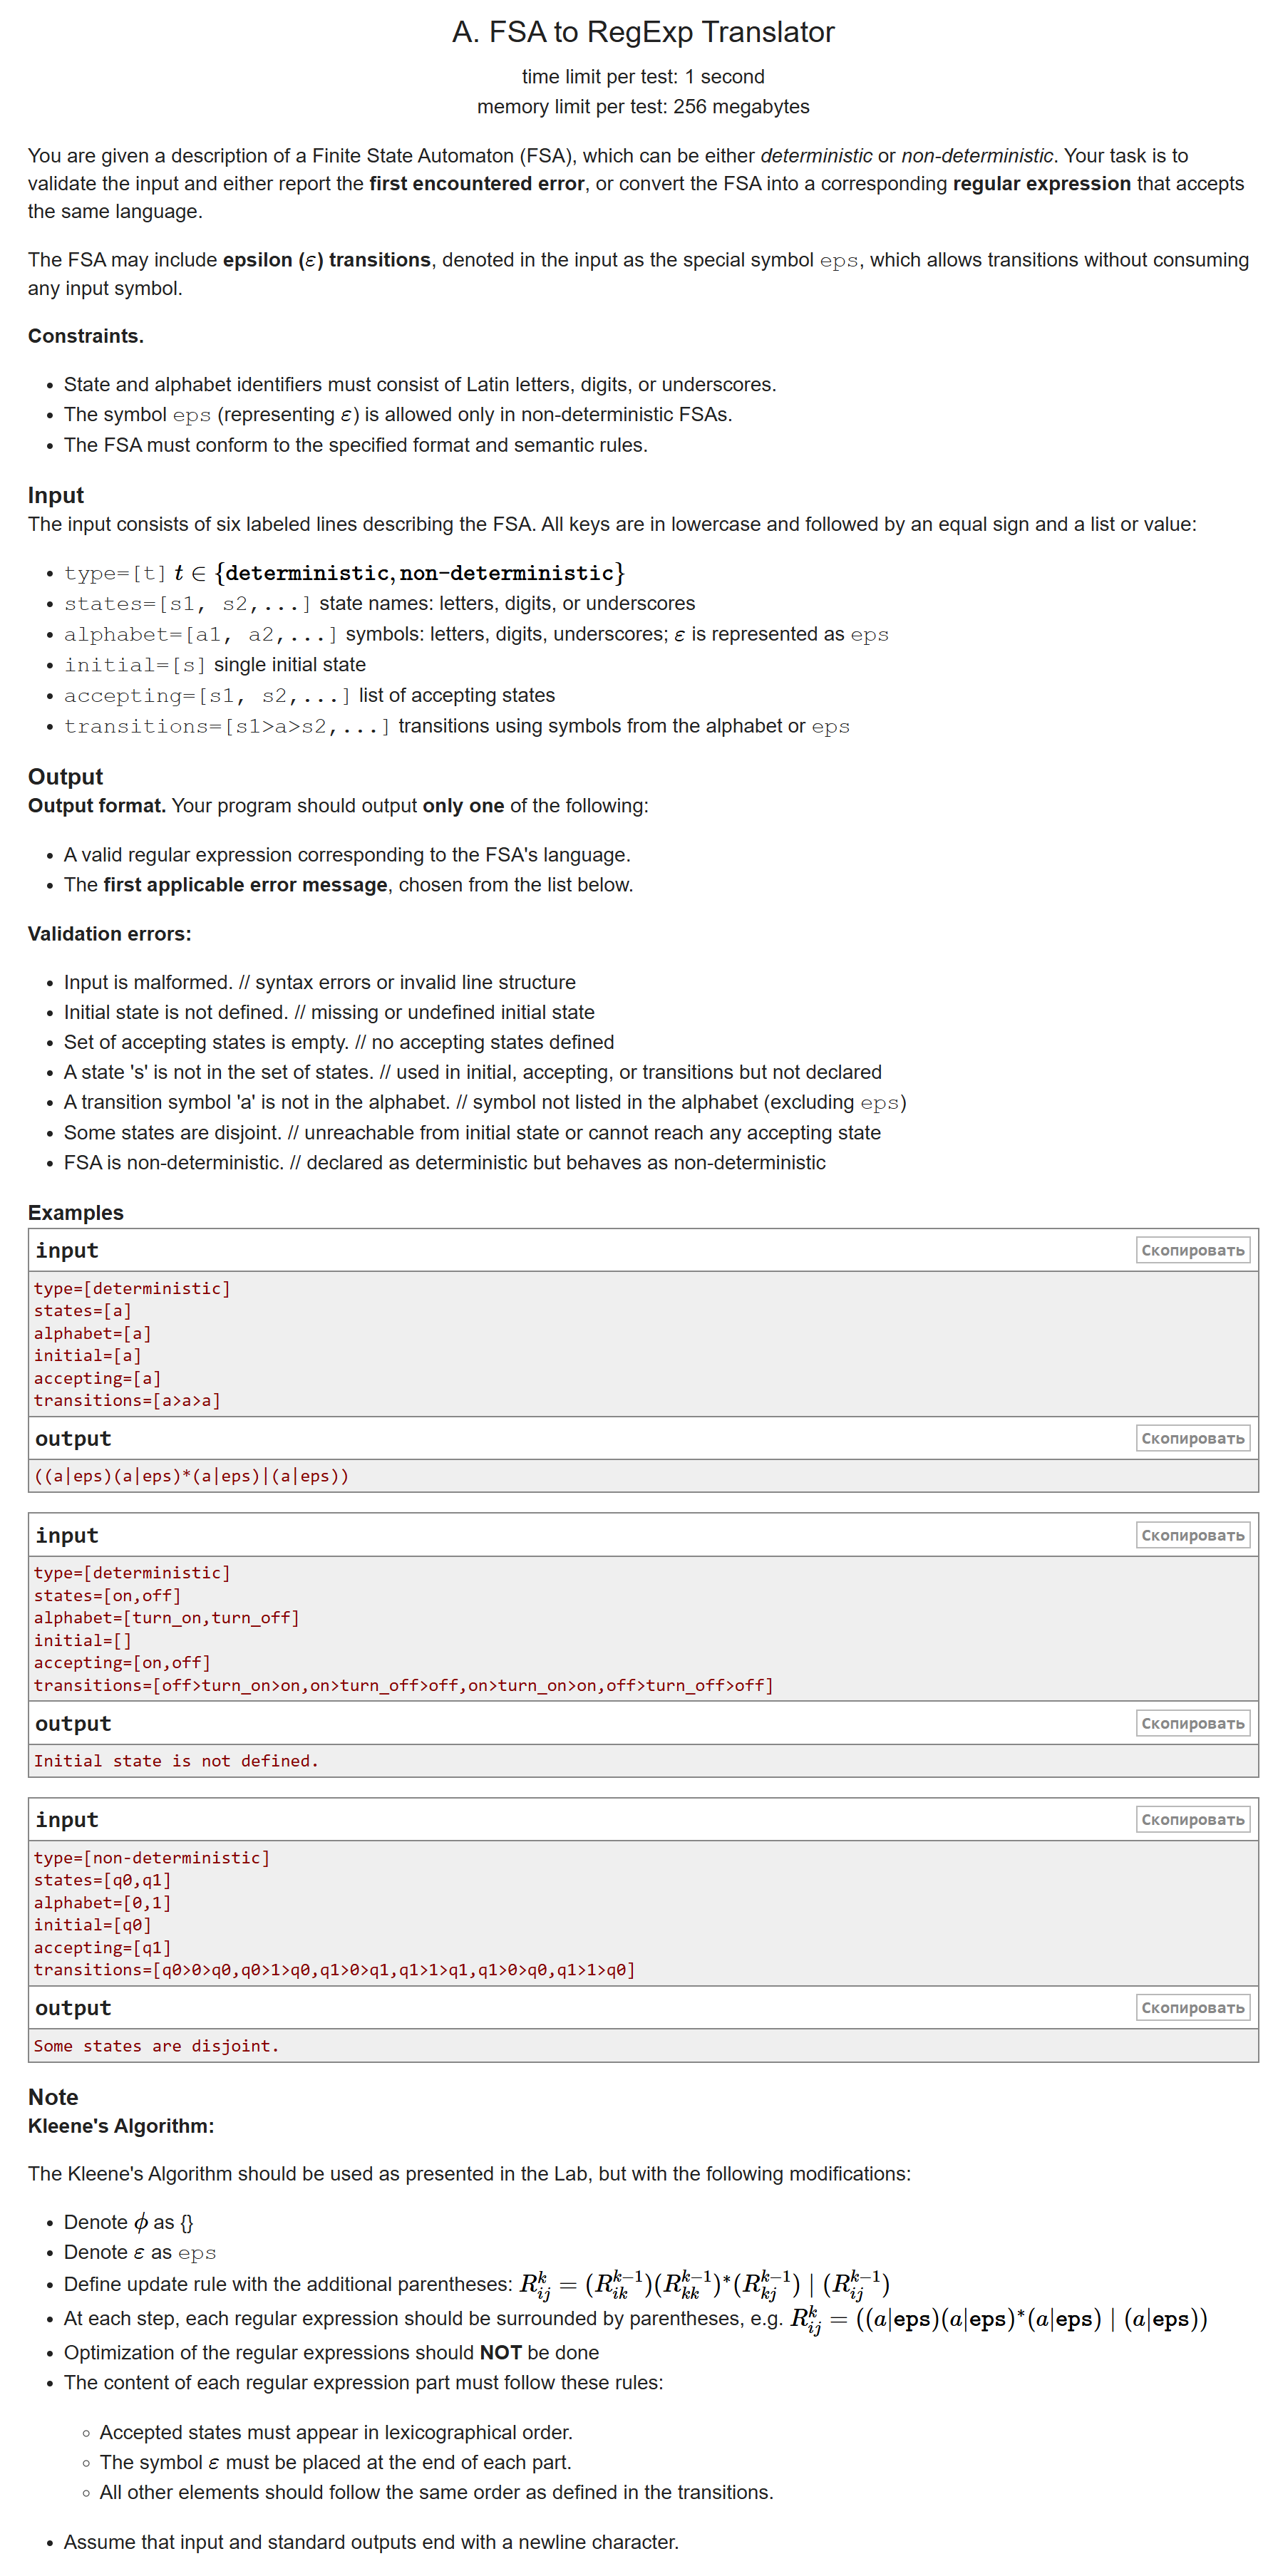 A. FSA to RegExp Translator
time limit per test: 1 second
memory limit per test: 256 megabytes
You are given a description of a Finite State Automaton (FSA), which can be either deterministic or non-deterministic. Your task is to
validate the input and either report the first encountered error, or convert the FSA into a corresponding regular expression that accepts
the same language.
The FSA may include epsilon (ε) transitions, denoted in the input as the special symbol eps, which allows transitions without consuming
any input symbol.
Constraints.
• State and alphabet identifiers must consist of Latin letters, digits, or underscores.
• The symbol eps (representing ε) is allowed only in non-deterministic FSAs.
• The FSA must conform to the specified format and semantic rules.
Input
The input consists of six labeled lines describing the FSA. All keys are in lowercase and followed by an equal sign and a list or value:
• type=[t] t ∈ {deterministic, non-deterministic}
• states=[s1, s2,...] state names: letters, digits, or underscores
• alphabet=[a1, a2,...] symbols: letters, digits, underscores; ε is represented as eps
• initial=[s] single initial state
• accepting=[s1, s2,...] list of accepting states
• transitions=[s1>a>s2,...] transitions using symbols from the alphabet or eps
Output
Output format. Your program should output only one of the following:
• A valid regular expression corresponding to the FSA's language.
• The first applicable error message, chosen from the list below.
Validation errors:
• Input is malformed. // syntax errors or invalid line structure
• Initial state is not defined. // missing or undefined initial state
• Set of accepting states is empty. // no accepting states defined
• A state 's' is not in the set of states. // used in initial, accepting, or transitions but not declared
• A transition symbol 'a' is not in the alphabet. // symbol not listed in the alphabet (excluding eps)
• Some states are disjoint. // unreachable from initial state or cannot reach any accepting state
• FSA is non-deterministic. // declared as deterministic but behaves as non-deterministic
Examples
input Скопировать
type=[deterministic]
states=[a]
alphabet=[a]
initial=[a]
accepting=[a]
transitions=[a>a>a]
output Скопировать
((a|eps)(a|eps)*(a|eps)|(a|eps))
input Скопировать
type=[deterministic]
states=[on,off]
alphabet=[turn_on,turn_off]
initial=[]
accepting=[on,off]
transitions=[off>turn_on>on,on>turn_off>off,on>turn_on>on,off>turn_off>off]
output Скопировать
Initial state is not defined.
input Скопировать
type=[non-deterministic]
states=[q0,q1]
alphabet=[0,1]
initial=[q0]
accepting=[q1]
transitions=[q0>0>q0,q0>1>q0,q1>0>q1,q1>1>q1,q1>0>q0,q1>1>q0]
output Скопировать
Some states are disjoint.
Note
Kleene's Algorithm:
The Kleene's Algorithm should be used as presented in the Lab, but with the following modifications:
• Denote ϕ as {}
• Denote ε as eps
• Define update rule with the additional parentheses: R_{ij}^{k} = (R_{ik}^{k−1})(R_{kk}^{k−1})*(R_{kj}^{k−1}) | (R_{ij}^{k−1})
• At each step, each regular expression should be surrounded by parentheses, e.g. R_{ij}^{k} = ((a|eps)(a|eps)*(a|eps) | (a|eps))
• Optimization of the regular expressions should NOT be done
• The content of each regular expression part must follow these rules:
◦ Accepted states must appear in lexicographical order.
◦ The symbol ε must be placed at the end of each part.
◦ All other elements should follow the same order as defined in the transitions.
• Assume that input and standard outputs end with a newline character.